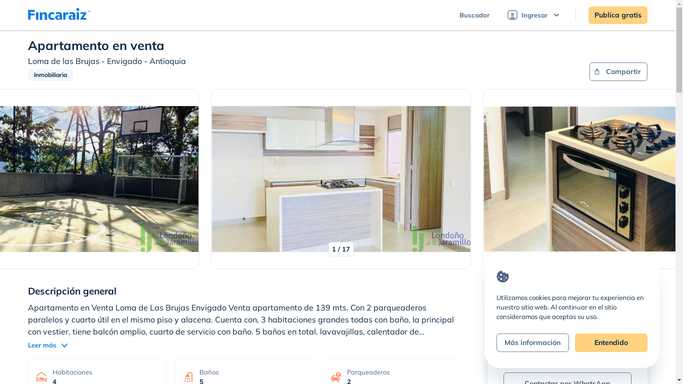 Fincaraiz
Buscador
Ingresar
Publica gratis
Apartamento en venta
Loma de las Brujas - Envigado - Antioquia
Inmobiliaria
Compartir
Londoño
Jaramillo
Londoño
Jaramillo
1 / 17
Descripción general
Apartamento en Venta Loma de Las Brujas Envigado Venta apartamento de 139 mts. Con 2 parqueaderos
paralelos y cuarto útil en el mismo piso y alacena. Cuenta con, 3 habitaciones grandes todas con baño, la principal
con vestier, tiene balcón amplio, cuarto de servicio con baño. 5 baños en total, lavavajillas, calentador de...
Leer más
Habitaciones
4
Baños
5
Parqueaderos
2
Utilizamos cookies para mejorar tu experiencia en
nuestro sitio web. Al continuar en el sitio
consideramos que aceptas su uso.
Más información
Entendido
Contactar por WhatsApp